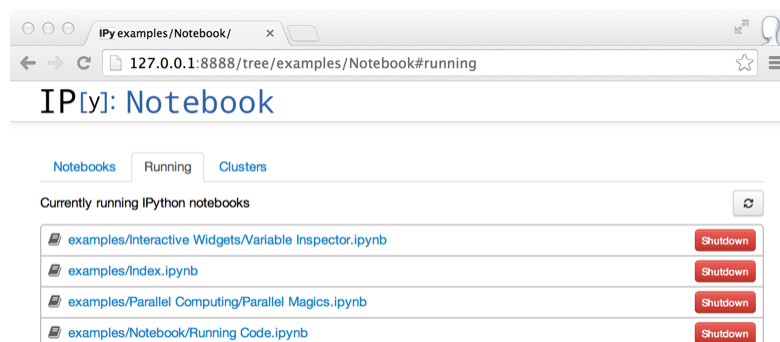 IPy examples/Notebook/
127.0.0.1:8888/tree/examples/Notebook#running
IP[y]: Notebook
Notebooks Running Clusters
Currently running IPython notebooks
examples/Interactive Widgets/Variable Inspector.ipynb Shutdown
examples/Index.ipynb Shutdown
examples/Parallel Computing/Parallel Magics.ipynb Shutdown
examples/Notebook/Running Code.ipynb Shutdown